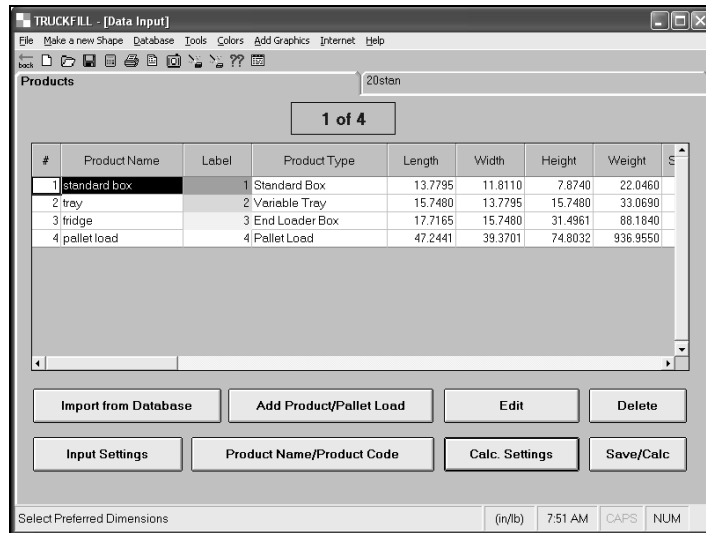 TRUCKFILL - [Data Input]
File Make a new Shape Database Tools Colors Add Graphics Internet Help
back ??
Products 20stan
1 of 4
# Product Name Label Product Type Length Width Height Weight S
1 standard box 1 Standard Box 13.7795 11.8110 7.8740 22.0460
2 tray 2 Variable Tray 15.7480 13.7795 15.7480 33.0690
3 fridge 3 End Loader Box 17.7165 15.7480 31.4961 88.1840
4 pallet load 4 Pallet Load 47.2441 39.3701 74.8032 936.9550
Import from Database Add Product/Pallet Load Edit Delete
Input Settings Product Name/Product Code Calc. Settings Save/Calc
Select Preferred Dimensions (in/lb) 7:51 AM CAPS NUM